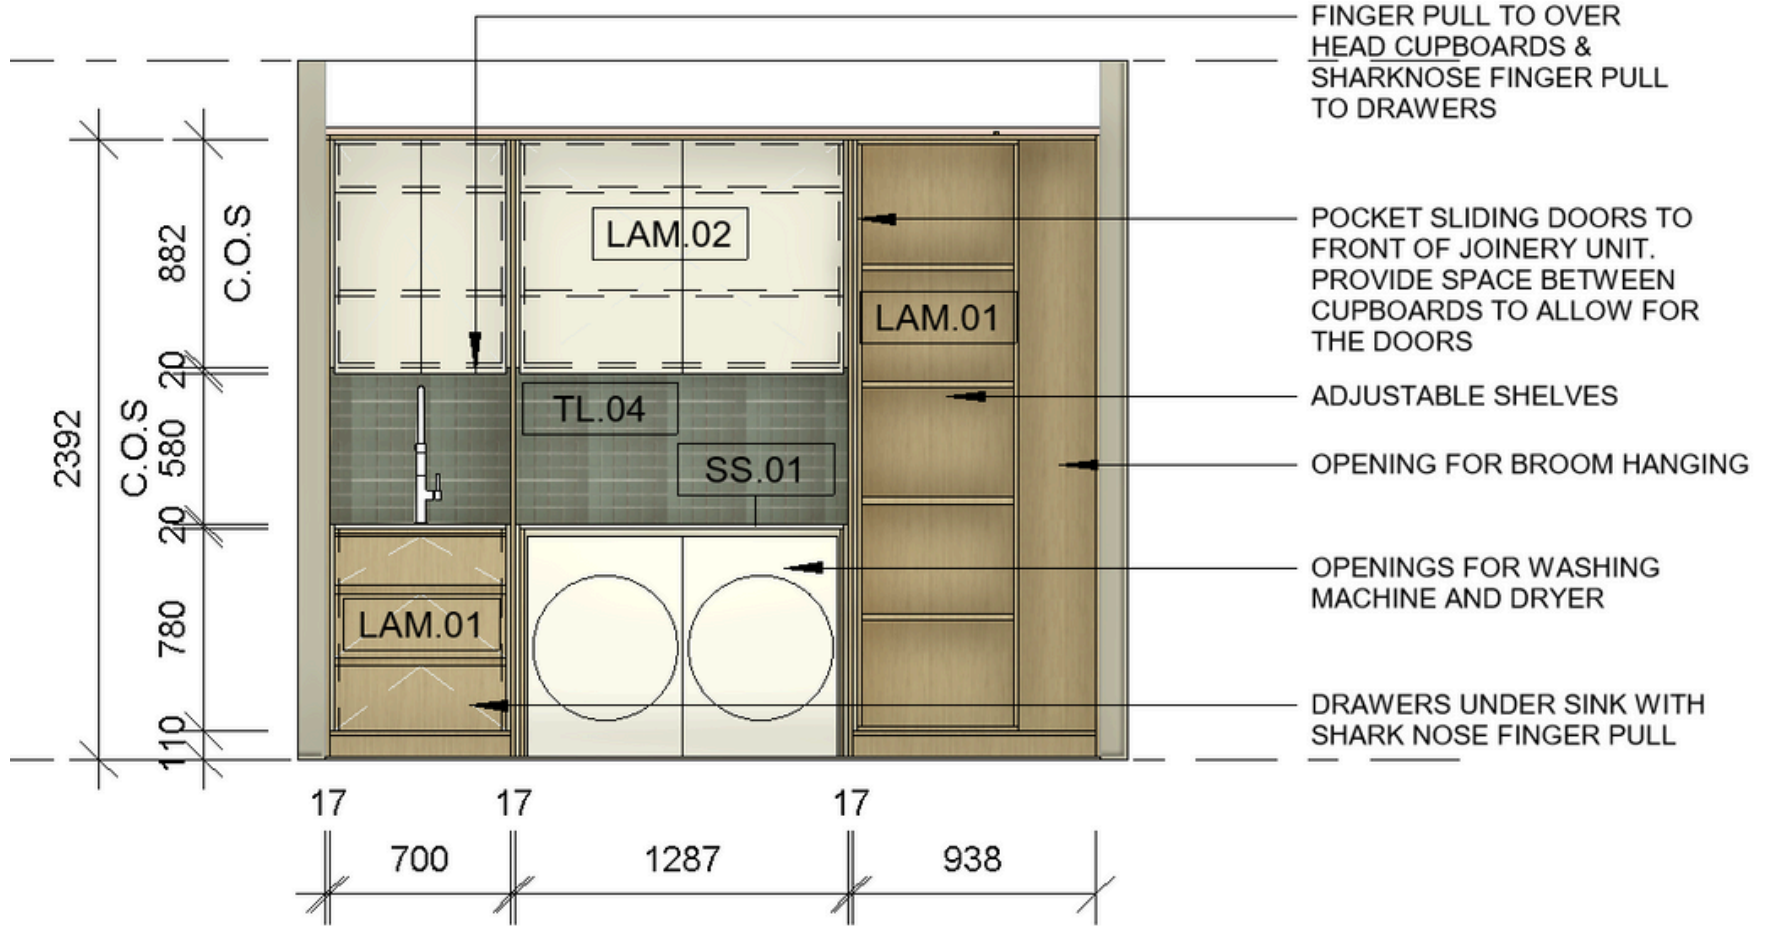 FINGER PULL TO OVER
HEAD CUPBOARDS &
SHARKNOSE FINGER PULL
TO DRAWERS
POCKET SLIDING DOORS TO
FRONT OF JOINERY UNIT.
PROVIDE SPACE BETWEEN
CUPBOARDS TO ALLOW FOR
THE DOORS
ADJUSTABLE SHELVES
OPENING FOR BROOM HANGING
OPENINGS FOR WASHING
MACHINE AND DRYER
DRAWERS UNDER SINK WITH
SHARK NOSE FINGER PULL
LAM.02
LAM.01
TL.04
SS.01
LAM.01
2392
C.O.S
882
C.O.S
20
580
20
780
110
17
17
17
700
1287
938